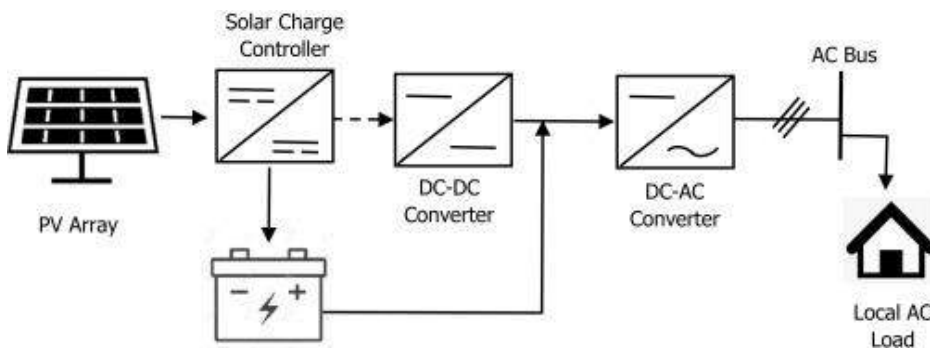 Solar Charge
Controller
AC Bus
PV Array
DC-DC
Converter
DC-AC
Converter
Local AC
Load